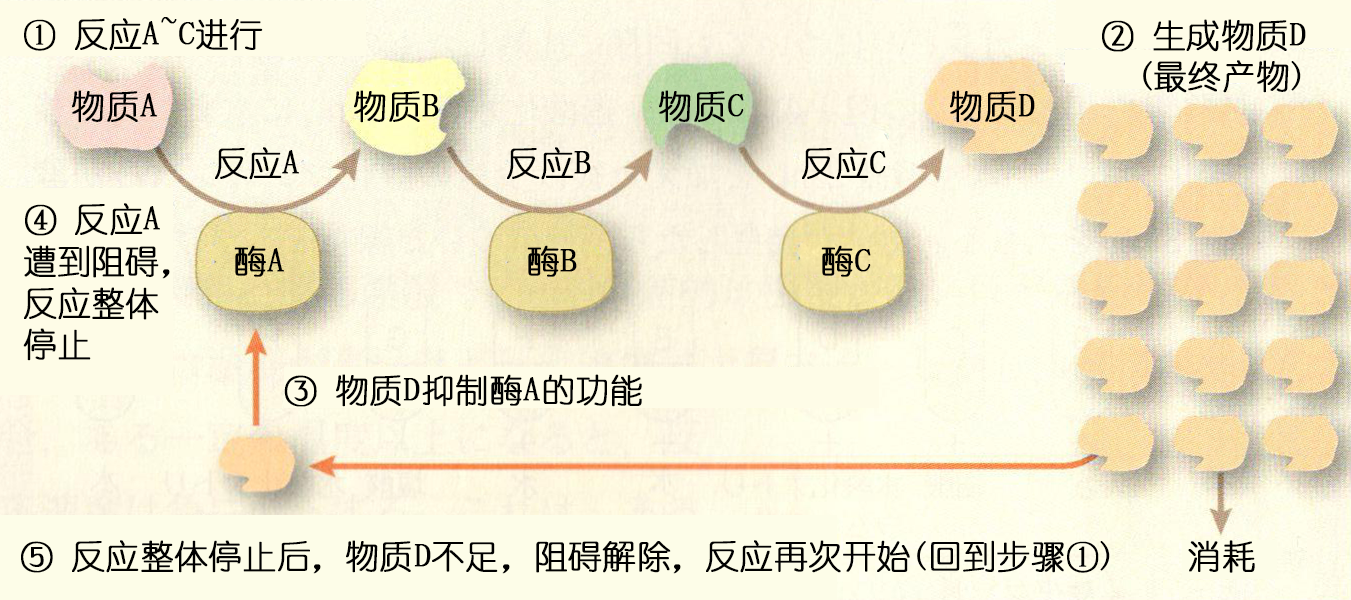 ① 反应A~C进行
② 生成物质D
(最终产物)
物质A
物质B
物质C
物质D
反应A
反应B
反应C
④ 反应A
遭到阻碍，
反应整体
停止
酶A
酶B
酶C
③ 物质D抑制酶A的功能
⑤ 反应整体停止后，物质D不足，阻碍解除，反应再次开始(回到步骤①)
消耗